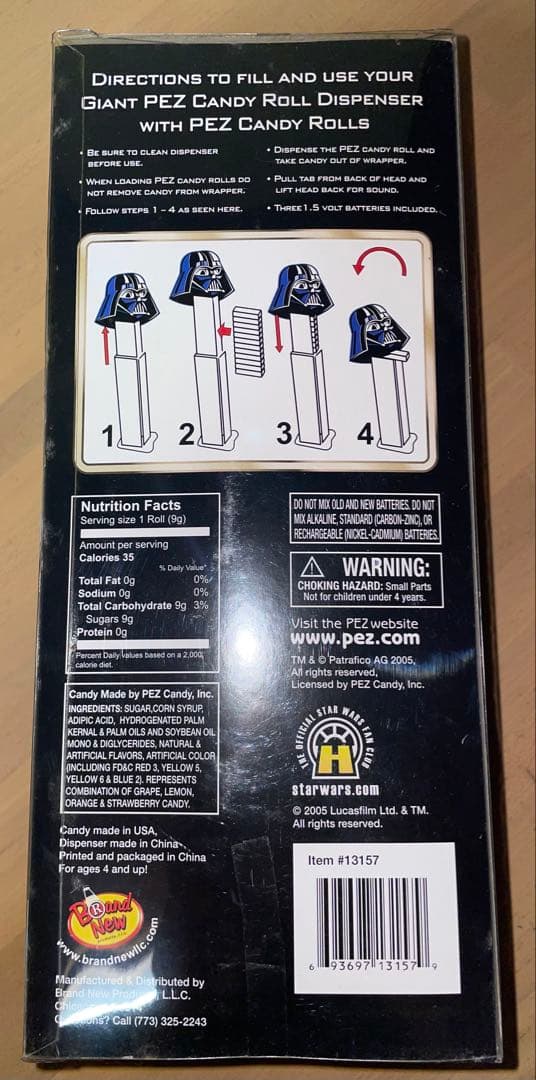 DIRECTIONS TO FILL AND USE YOUR
GIANT PEZ CANDY ROLL DISPENSER
WITH PEZ CANDY ROLLS
• BE SURE TO CLEAN DISPENSER
BEFORE USE.
• WHEN LOADING PEZ CANDY ROLLS DO
NOT REMOVE CANDY FROM WRAPPER.
• FOLLOW STEPS 1 - 4 AS SEEN HERE.
• DISPENSE THE PEZ CANDY ROLL AND
TAKE CANDY OUT OF WRAPPER.
• PULL TAB FROM BACK OF HEAD AND
LIFT HEAD BACK FOR SOUND.
• THREE 1.5 VOLT BATTERIES INCLUDED.
1 2 3 4
Nutrition Facts
Serving size 1 Roll (9g)
Amount per serving
Calories 35
% Daily Value*
Total Fat 0g 0%
Sodium 0g 0%
Total Carbohydrate 9g 3%
Sugars 9g
Protein 0g
Percent Daily values based on a 2,000
calorie diet.
Candy Made by PEZ Candy, Inc.
INGREDIENTS: SUGAR,CORN SYRUP,
ADIPIC ACID, HYDROGENATED PALM
KERNAL & PALM OILS AND SOYBEAN OIL
MONO & DIGLYCERIDES, NATURAL &
ARTIFICIAL FLAVORS, ARTIFICIAL COLOR
(INCLUDING FD&C RED 3, YELLOW 5,
YELLOW 6 & BLUE 2). REPRESENTS
COMBINATION OF GRAPE, LEMON,
ORANGE & STRAWBERRY CANDY.
Candy made in USA,
Dispenser made in China
Printed and packaged in China
For ages 4 and up!
Brand
New
www.brandnewllc.com
Manufactured & Distributed by
Brand New L.L.C.
Call (773) 325-2243
DO NOT MIX OLD AND NEW BATTERIES. DO NOT
MIX ALKALINE, STANDARD (CARBON-ZINC), OR
RECHARGEABLE (NICKEL-CADMIUM) BATTERIES.
WARNING:
CHOKING HAZARD: Small Parts
Not for children under 4 years.
Visit the PEZ website
www.pez.com
TM & © Patrafico AG 2005,
All rights reserved,
Licensed by PEZ Candy, Inc.
THE OFFICIAL STAR WARS FAN CLUB
H
starwars.com
© 2005 Lucasfilm Ltd. & TM.
All rights reserved.
Item #13157
6 93697 13157 9